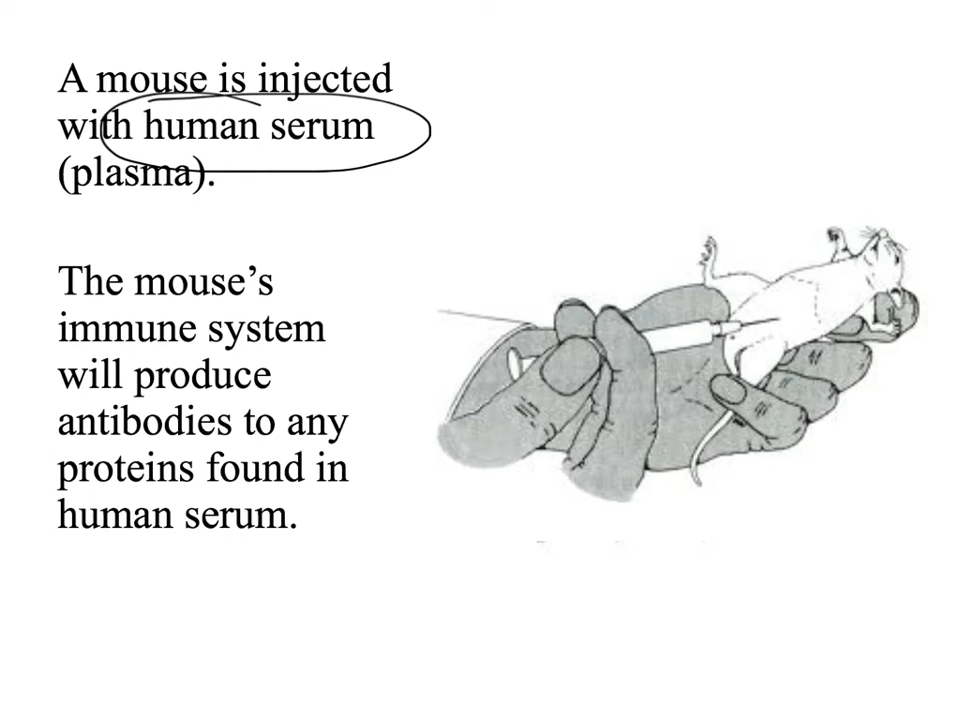 A mouse is injected
with human serum
(plasma).
The mouse’s
immune system
will produce
antibodies to any
proteins found in
human serum.